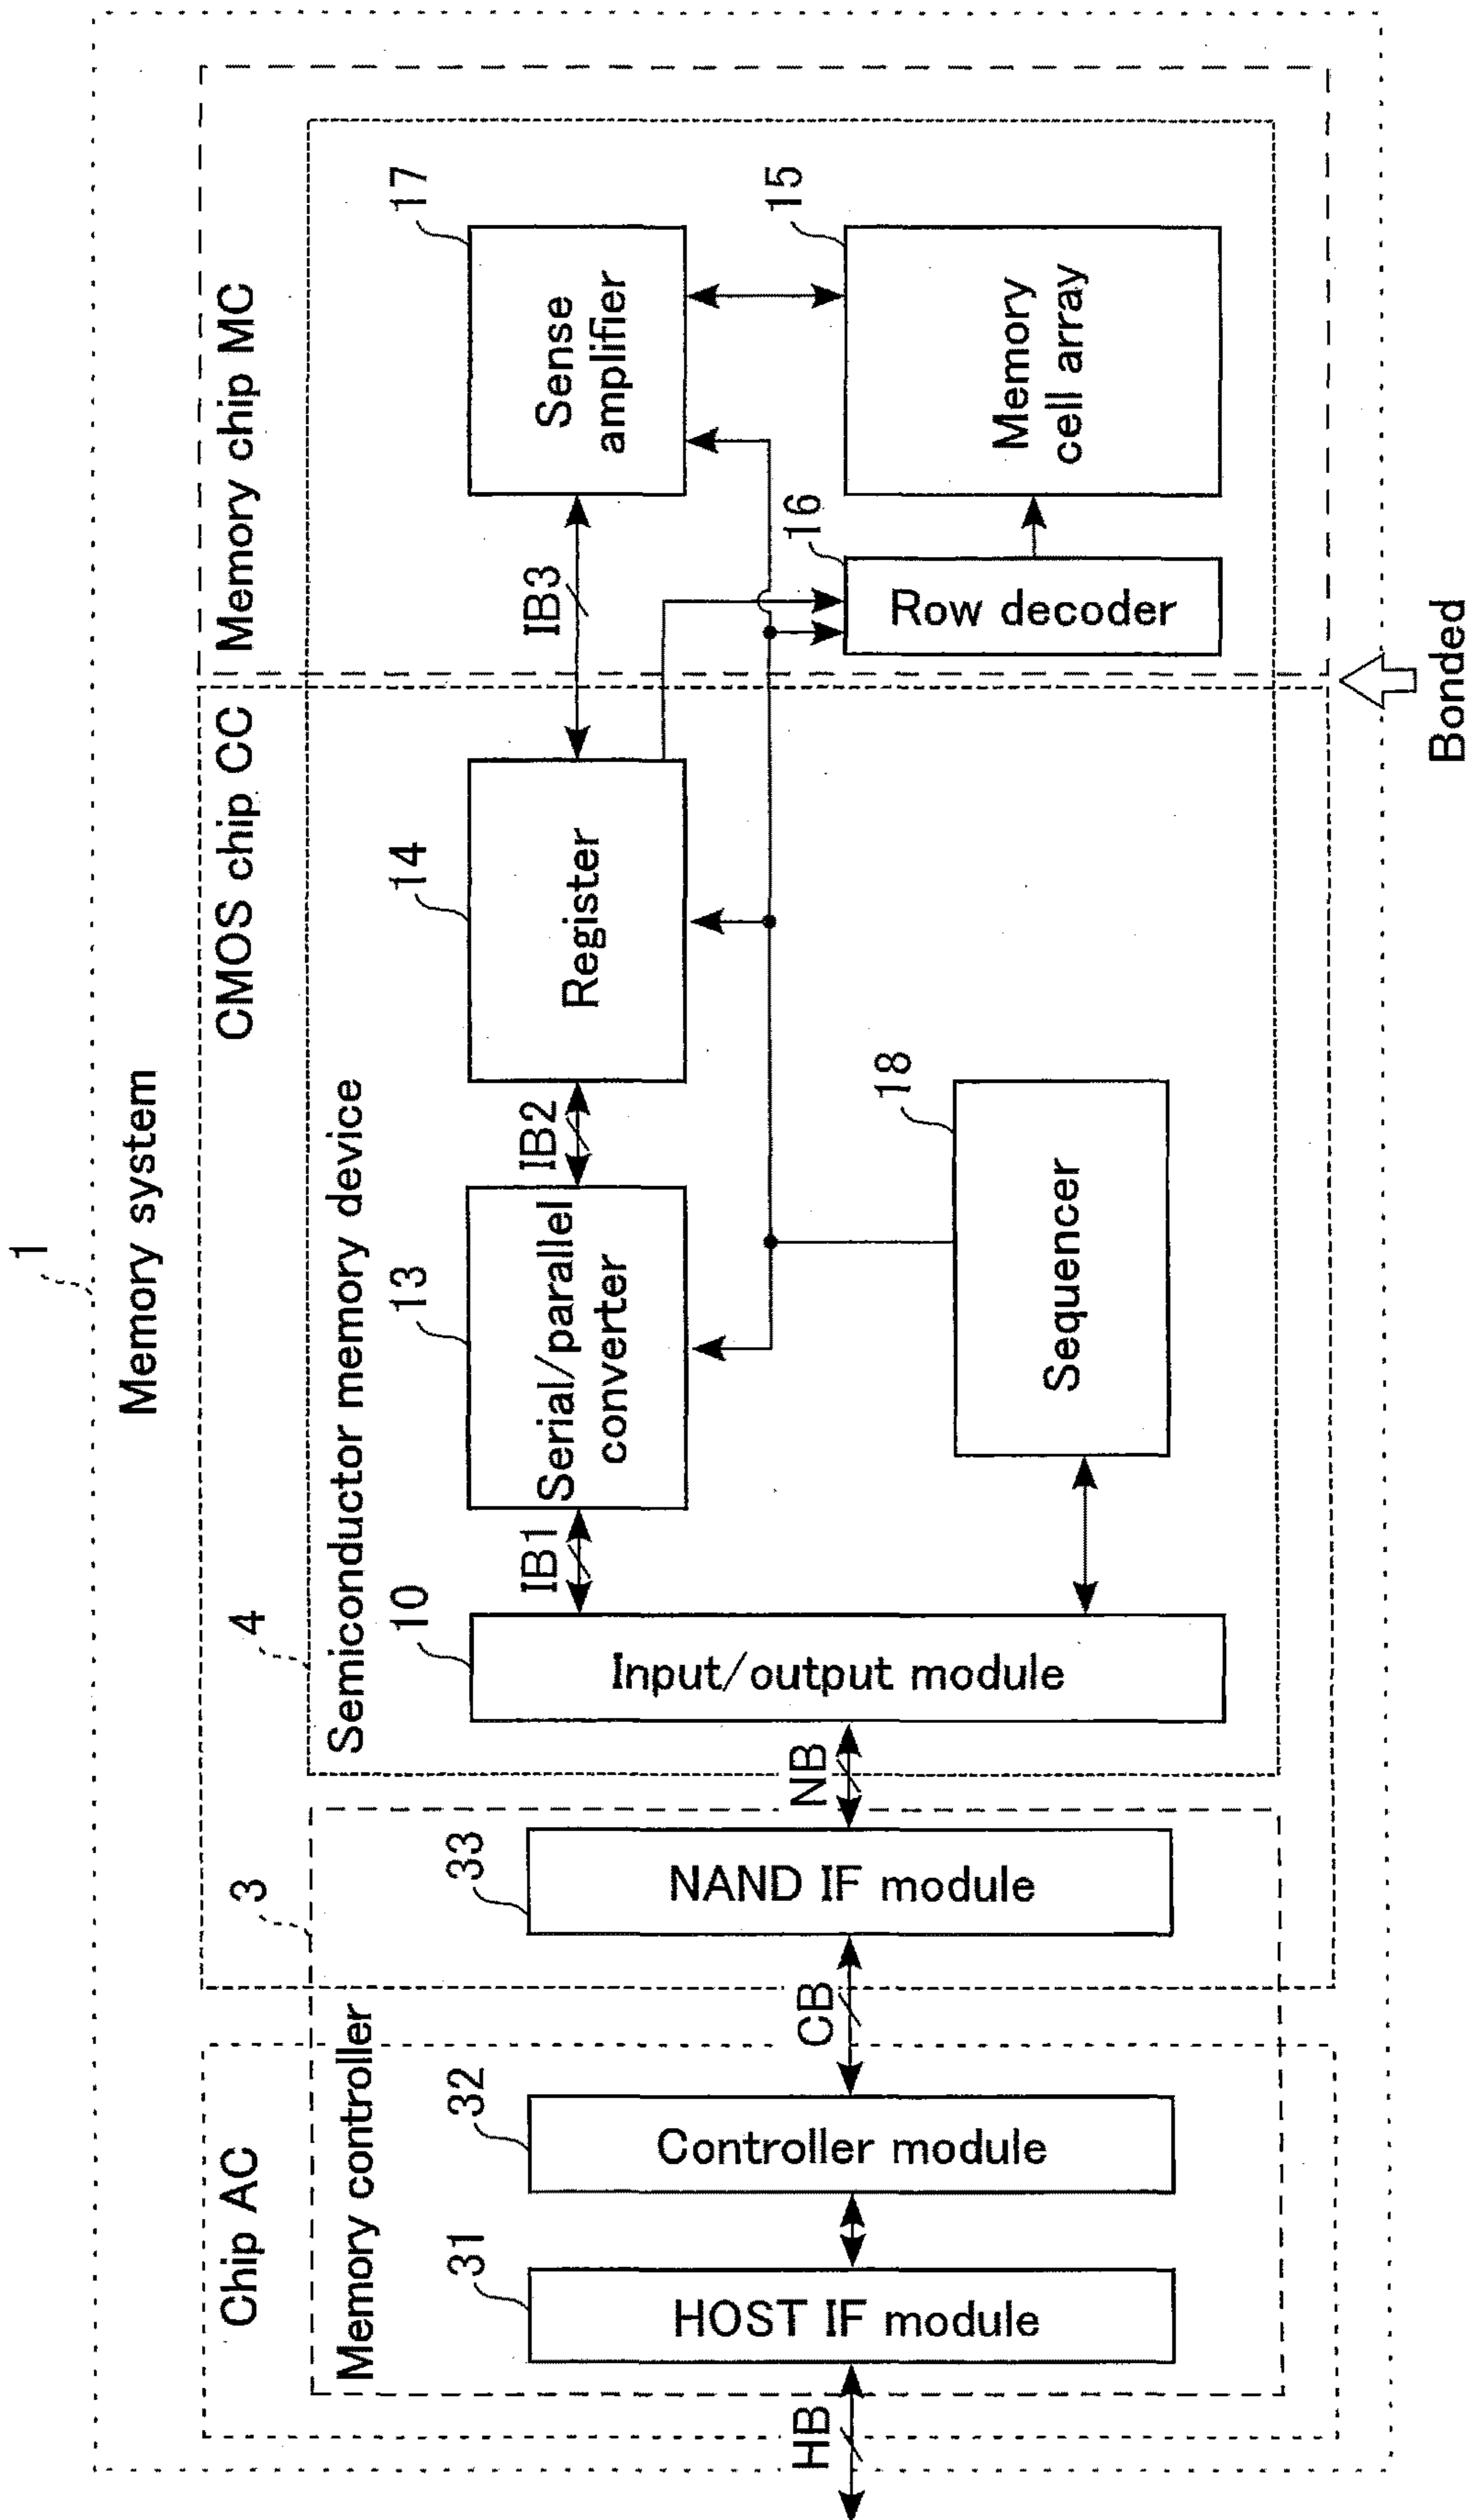 1
Memory system
Chip AC
CMOS chip CC
Memory chip MC
3
Memory controller
4
Semiconductor memory device
HB
31
HOST IF module
32
Controller module
CB
33
NAND IF module
NB
10
Input/output module
IB1
13
Serial/parallel
converter
IB2
14
Register
IB3
17
Sense
amplifier
18
Sequencer
16
Row decoder
15
Memory
cell array
Bonded